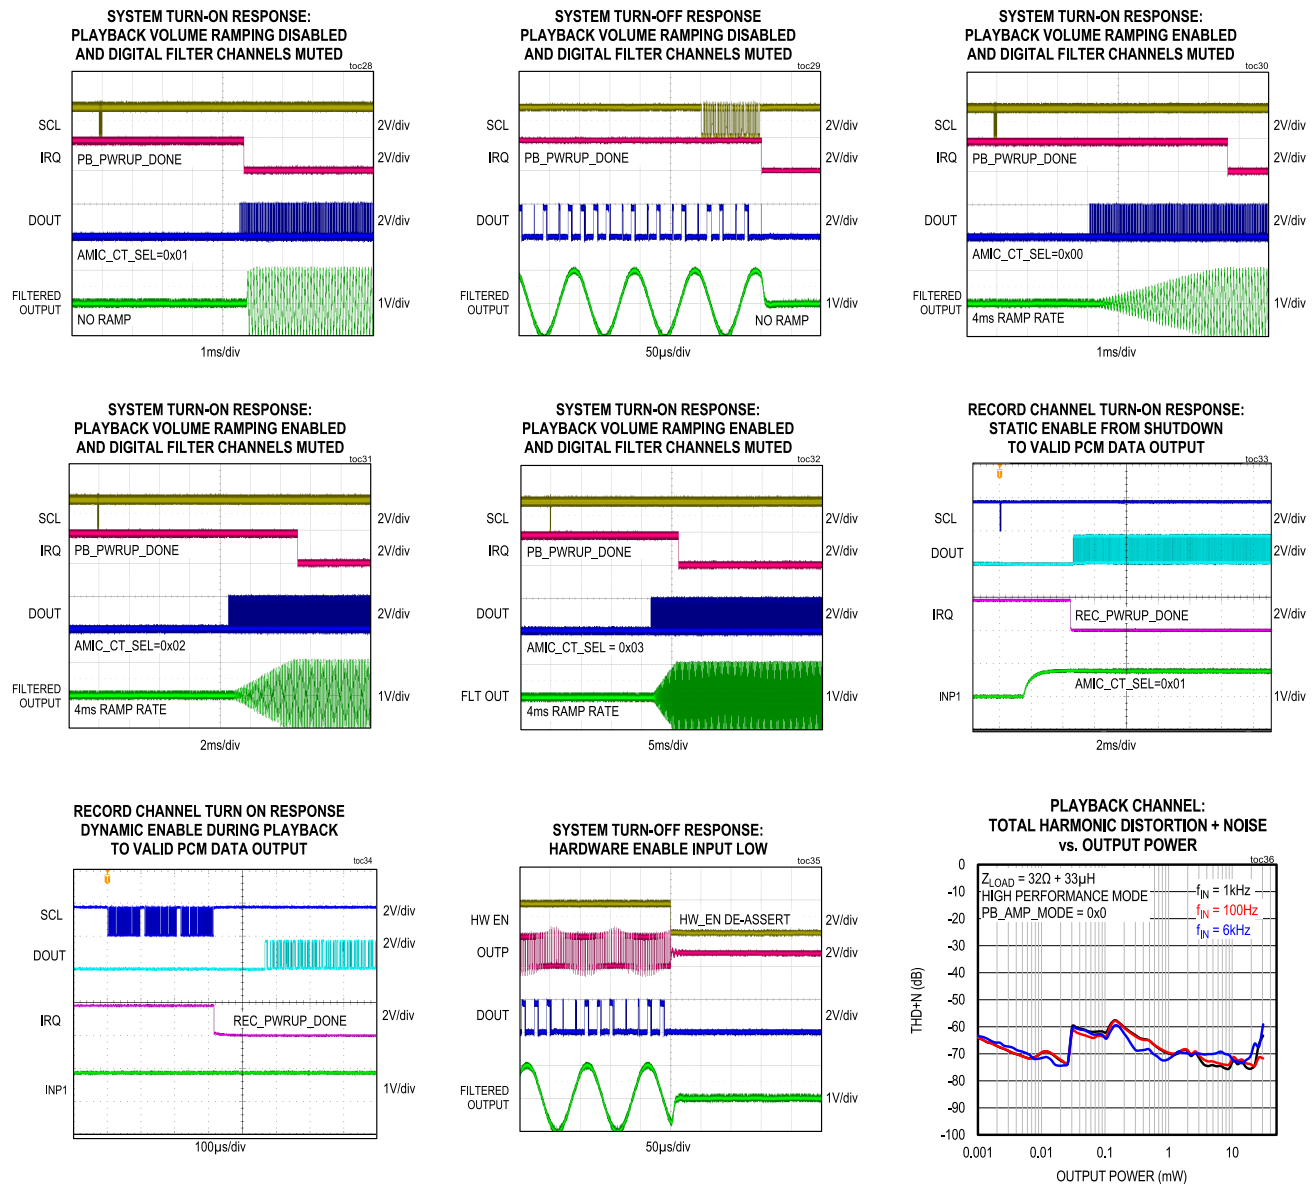 SYSTEM TURN-ON RESPONSE:
PLAYBACK VOLUME RAMPING DISABLED
AND DIGITAL FILTER CHANNELS MUTED
toc28
SCL
2V/div
IRQ
PB_PWRUP_DONE
2V/div
DOUT
2V/div
AMIC_CT_SEL=0x01
FILTERED
OUTPUT
1V/div
NO RAMP
1ms/div
SYSTEM TURN-OFF RESPONSE
PLAYBACK VOLUME RAMPING DISABLED
AND DIGITAL FILTER CHANNELS MUTED
toc29
SCL
2V/div
IRQ
PB_PWRUP_DONE
2V/div
DOUT
2V/div
FILTERED
OUTPUT
1V/div
NO RAMP
50µs/div
SYSTEM TURN-ON RESPONSE:
PLAYBACK VOLUME RAMPING ENABLED
AND DIGITAL FILTER CHANNELS MUTED
toc30
SCL
2V/div
IRQ
PB_PWRUP_DONE
2V/div
DOUT
2V/div
AMIC_CT_SEL=0x00
FILTERED
OUTPUT
1V/div
4ms RAMP RATE
1ms/div
SYSTEM TURN-ON RESPONSE:
PLAYBACK VOLUME RAMPING ENABLED
AND DIGITAL FILTER CHANNELS MUTED
toc31
SCL
2V/div
IRQ
PB_PWRUP_DONE
2V/div
DOUT
2V/div
AMIC_CT_SEL=0x02
FILTERED
OUTPUT
1V/div
4ms RAMP RATE
2ms/div
SYSTEM TURN-ON RESPONSE:
PLAYBACK VOLUME RAMPING ENABLED
AND DIGITAL FILTER CHANNELS MUTED
toc32
SCL
2V/div
IRQ
PB_PWRUP_DONE
2V/div
DOUT
2V/div
AMIC_CT_SEL = 0x03
FLT OUT
1V/div
4ms RAMP RATE
5ms/div
RECORD CHANNEL TURN-ON RESPONSE:
STATIC ENABLE FROM SHUTDOWN
TO VALID PCM DATA OUTPUT
toc33
SCL
2V/div
DOUT
2V/div
IRQ
REC_PWRUP_DONE
2V/div
AMIC_CT_SEL=0x01
INP1
1V/div
2ms/div
RECORD CHANNEL TURN ON RESPONSE
DYNAMIC ENABLE DURING PLAYBACK
TO VALID PCM DATA OUTPUT
toc34
SCL
2V/div
DOUT
2V/div
IRQ
REC_PWRUP_DONE
2V/div
INP1
1V/div
100µs/div
SYSTEM TURN-OFF RESPONSE:
HARDWARE ENABLE INPUT LOW
toc35
HW EN
HW_EN DE-ASSERT
2V/div
OUTP
2V/div
DOUT
2V/div
FILTERED
OUTPUT
1V/div
50µs/div
PLAYBACK CHANNEL:
TOTAL HARMONIC DISTORTION + NOISE
vs. OUTPUT POWER
toc36
Z_LOAD = 32Ω + 33µH
HIGH PERFORMANCE MODE
PB_AMP_MODE = 0x0
f_IN = 1kHz
f_IN = 100Hz
f_IN = 6kHz
0
-10
-20
-30
-40
-50
-60
-70
-80
-90
-100
THD+N (dB)
0.001 0.01 0.1 1 10
OUTPUT POWER (mW)